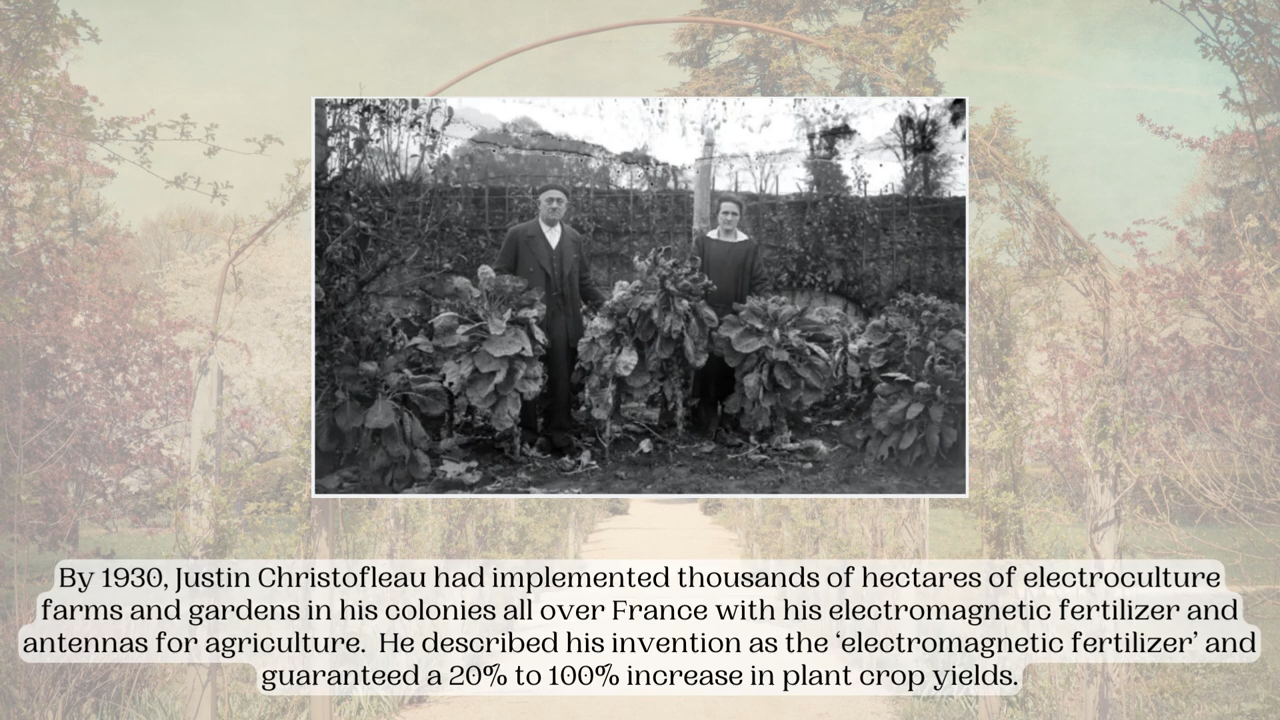 By 1930, Justin Christofleau had implemented thousands of hectares of electroculture
farms and gardens in his colonies all over France with his electromagnetic fertilizer and
antennas for agriculture.  He described his invention as the ‘electromagnetic fertilizer’ and
guaranteed a 20% to 100% increase in plant crop yields.